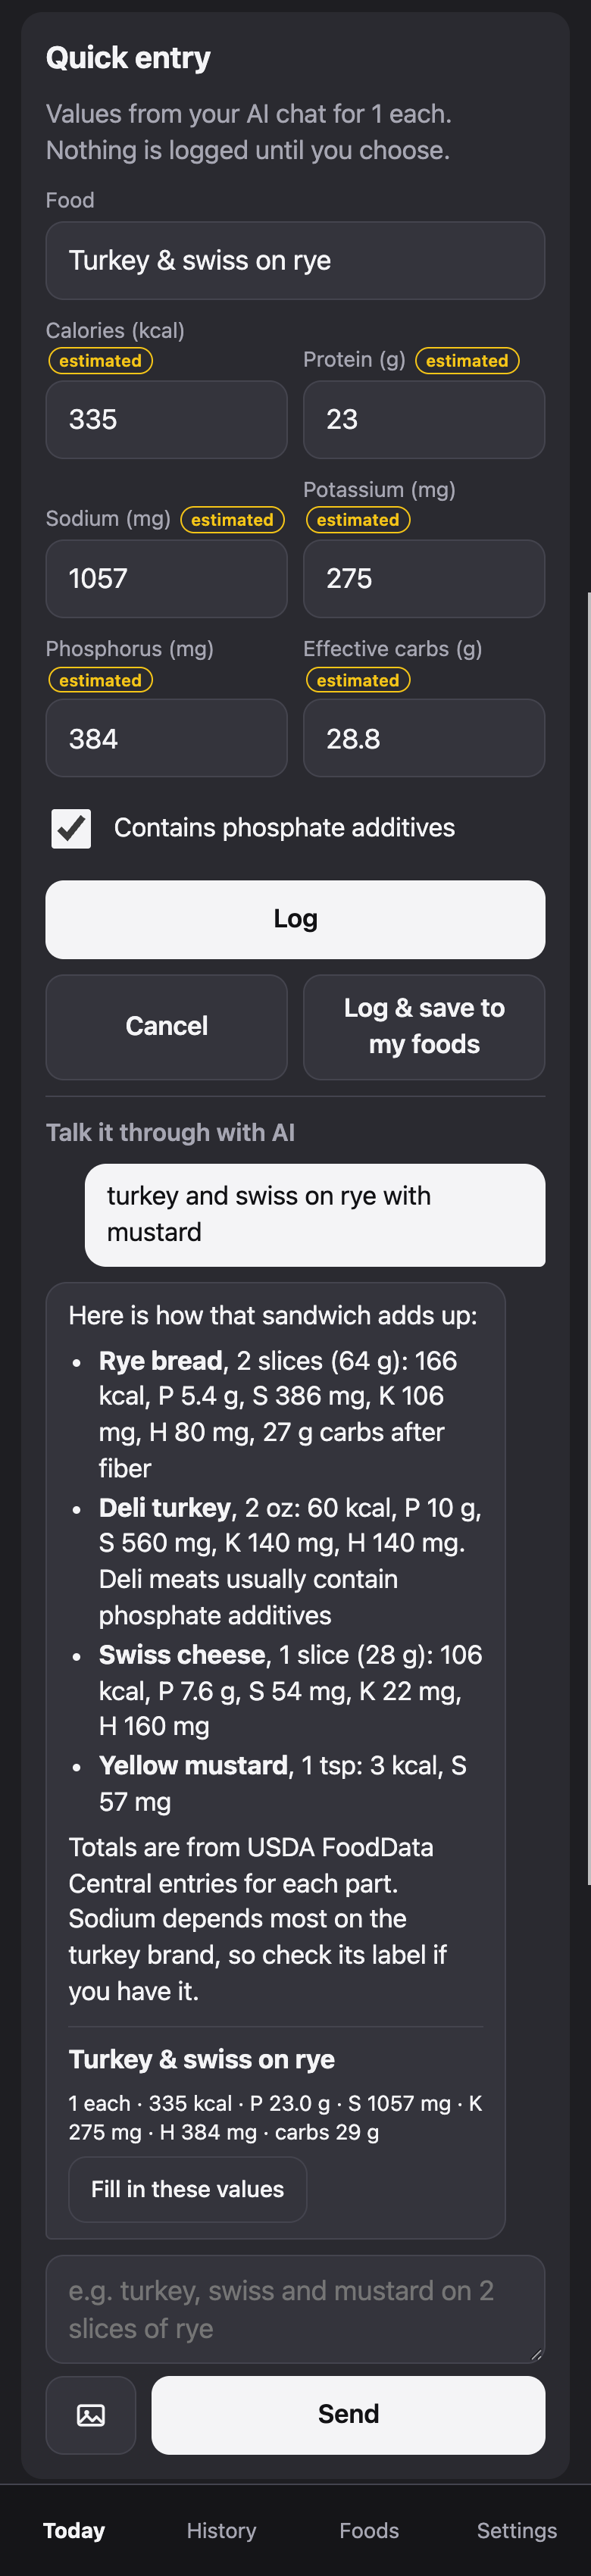 Quick entry
Values from your AI chat for 1 each.
Nothing is logged until you choose.
Food
Turkey & swiss on rye
Calories (kcal)
estimated
Protein (g) estimated
335
23
Potassium (mg)
Sodium (mg) estimated
estimated
1057
275
Phosphorus (mg)
estimated
Effective carbs (g)
estimated
384
28.8
Contains phosphate additives
Log
Cancel
Log & save to
my foods
Talk it through with AI
turkey and swiss on rye with
mustard
Here is how that sandwich adds up:
• Rye bread, 2 slices (64 g): 166
kcal, P 5.4 g, S 386 mg, K 106
mg, H 80 mg, 27 g carbs after
fiber
• Deli turkey, 2 oz: 60 kcal, P 10 g,
S 560 mg, K 140 mg, H 140 mg.
Deli meats usually contain
phosphate additives
• Swiss cheese, 1 slice (28 g): 106
kcal, P 7.6 g, S 54 mg, K 22 mg,
H 160 mg
• Yellow mustard, 1 tsp: 3 kcal, S
57 mg
Totals are from USDA FoodData
Central entries for each part.
Sodium depends most on the
turkey brand, so check its label if
you have it.
Turkey & swiss on rye
1 each · 335 kcal · P 23.0 g · S 1057 mg · K
275 mg · H 384 mg · carbs 29 g
Fill in these values
e.g. turkey, swiss and mustard on 2
slices of rye
Send
Today
History
Foods
Settings